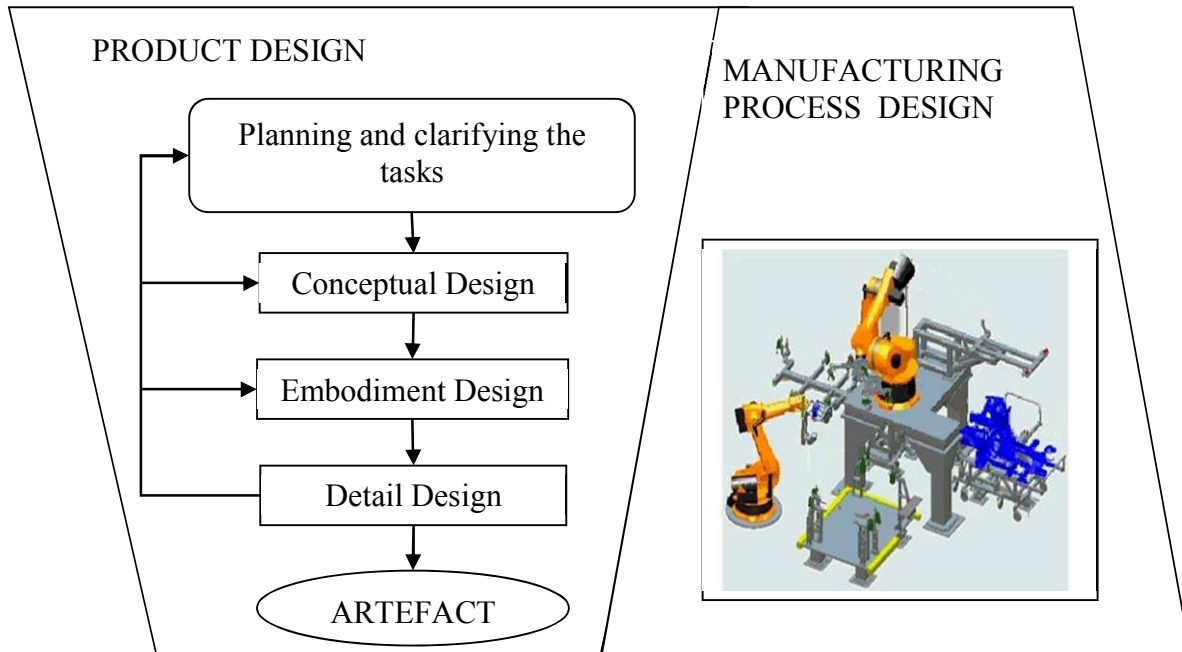 PRODUCT DESIGN
Planning and clarifying the
tasks
Conceptual Design
Embodiment Design
Detail Design
ARTEFACT
MANUFACTURING
PROCESS DESIGN